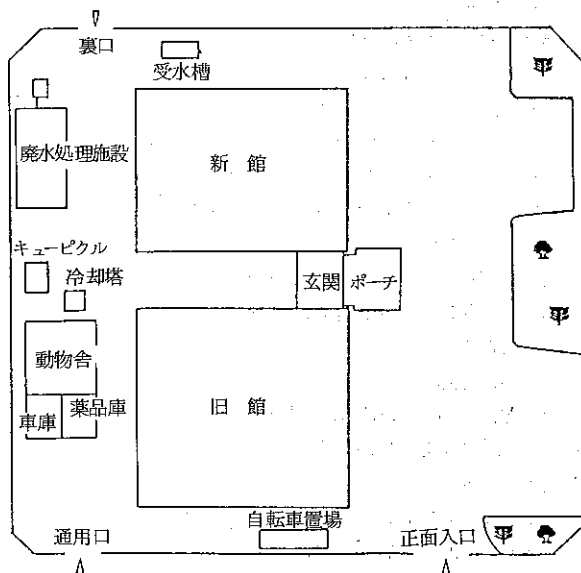 裏口
受水槽
廃水処理施設
新館
キュービクル
冷却塔
玄関
ポーチ
動物舎
車庫
薬品庫
旧館
自転車置場
通用口
正面入口